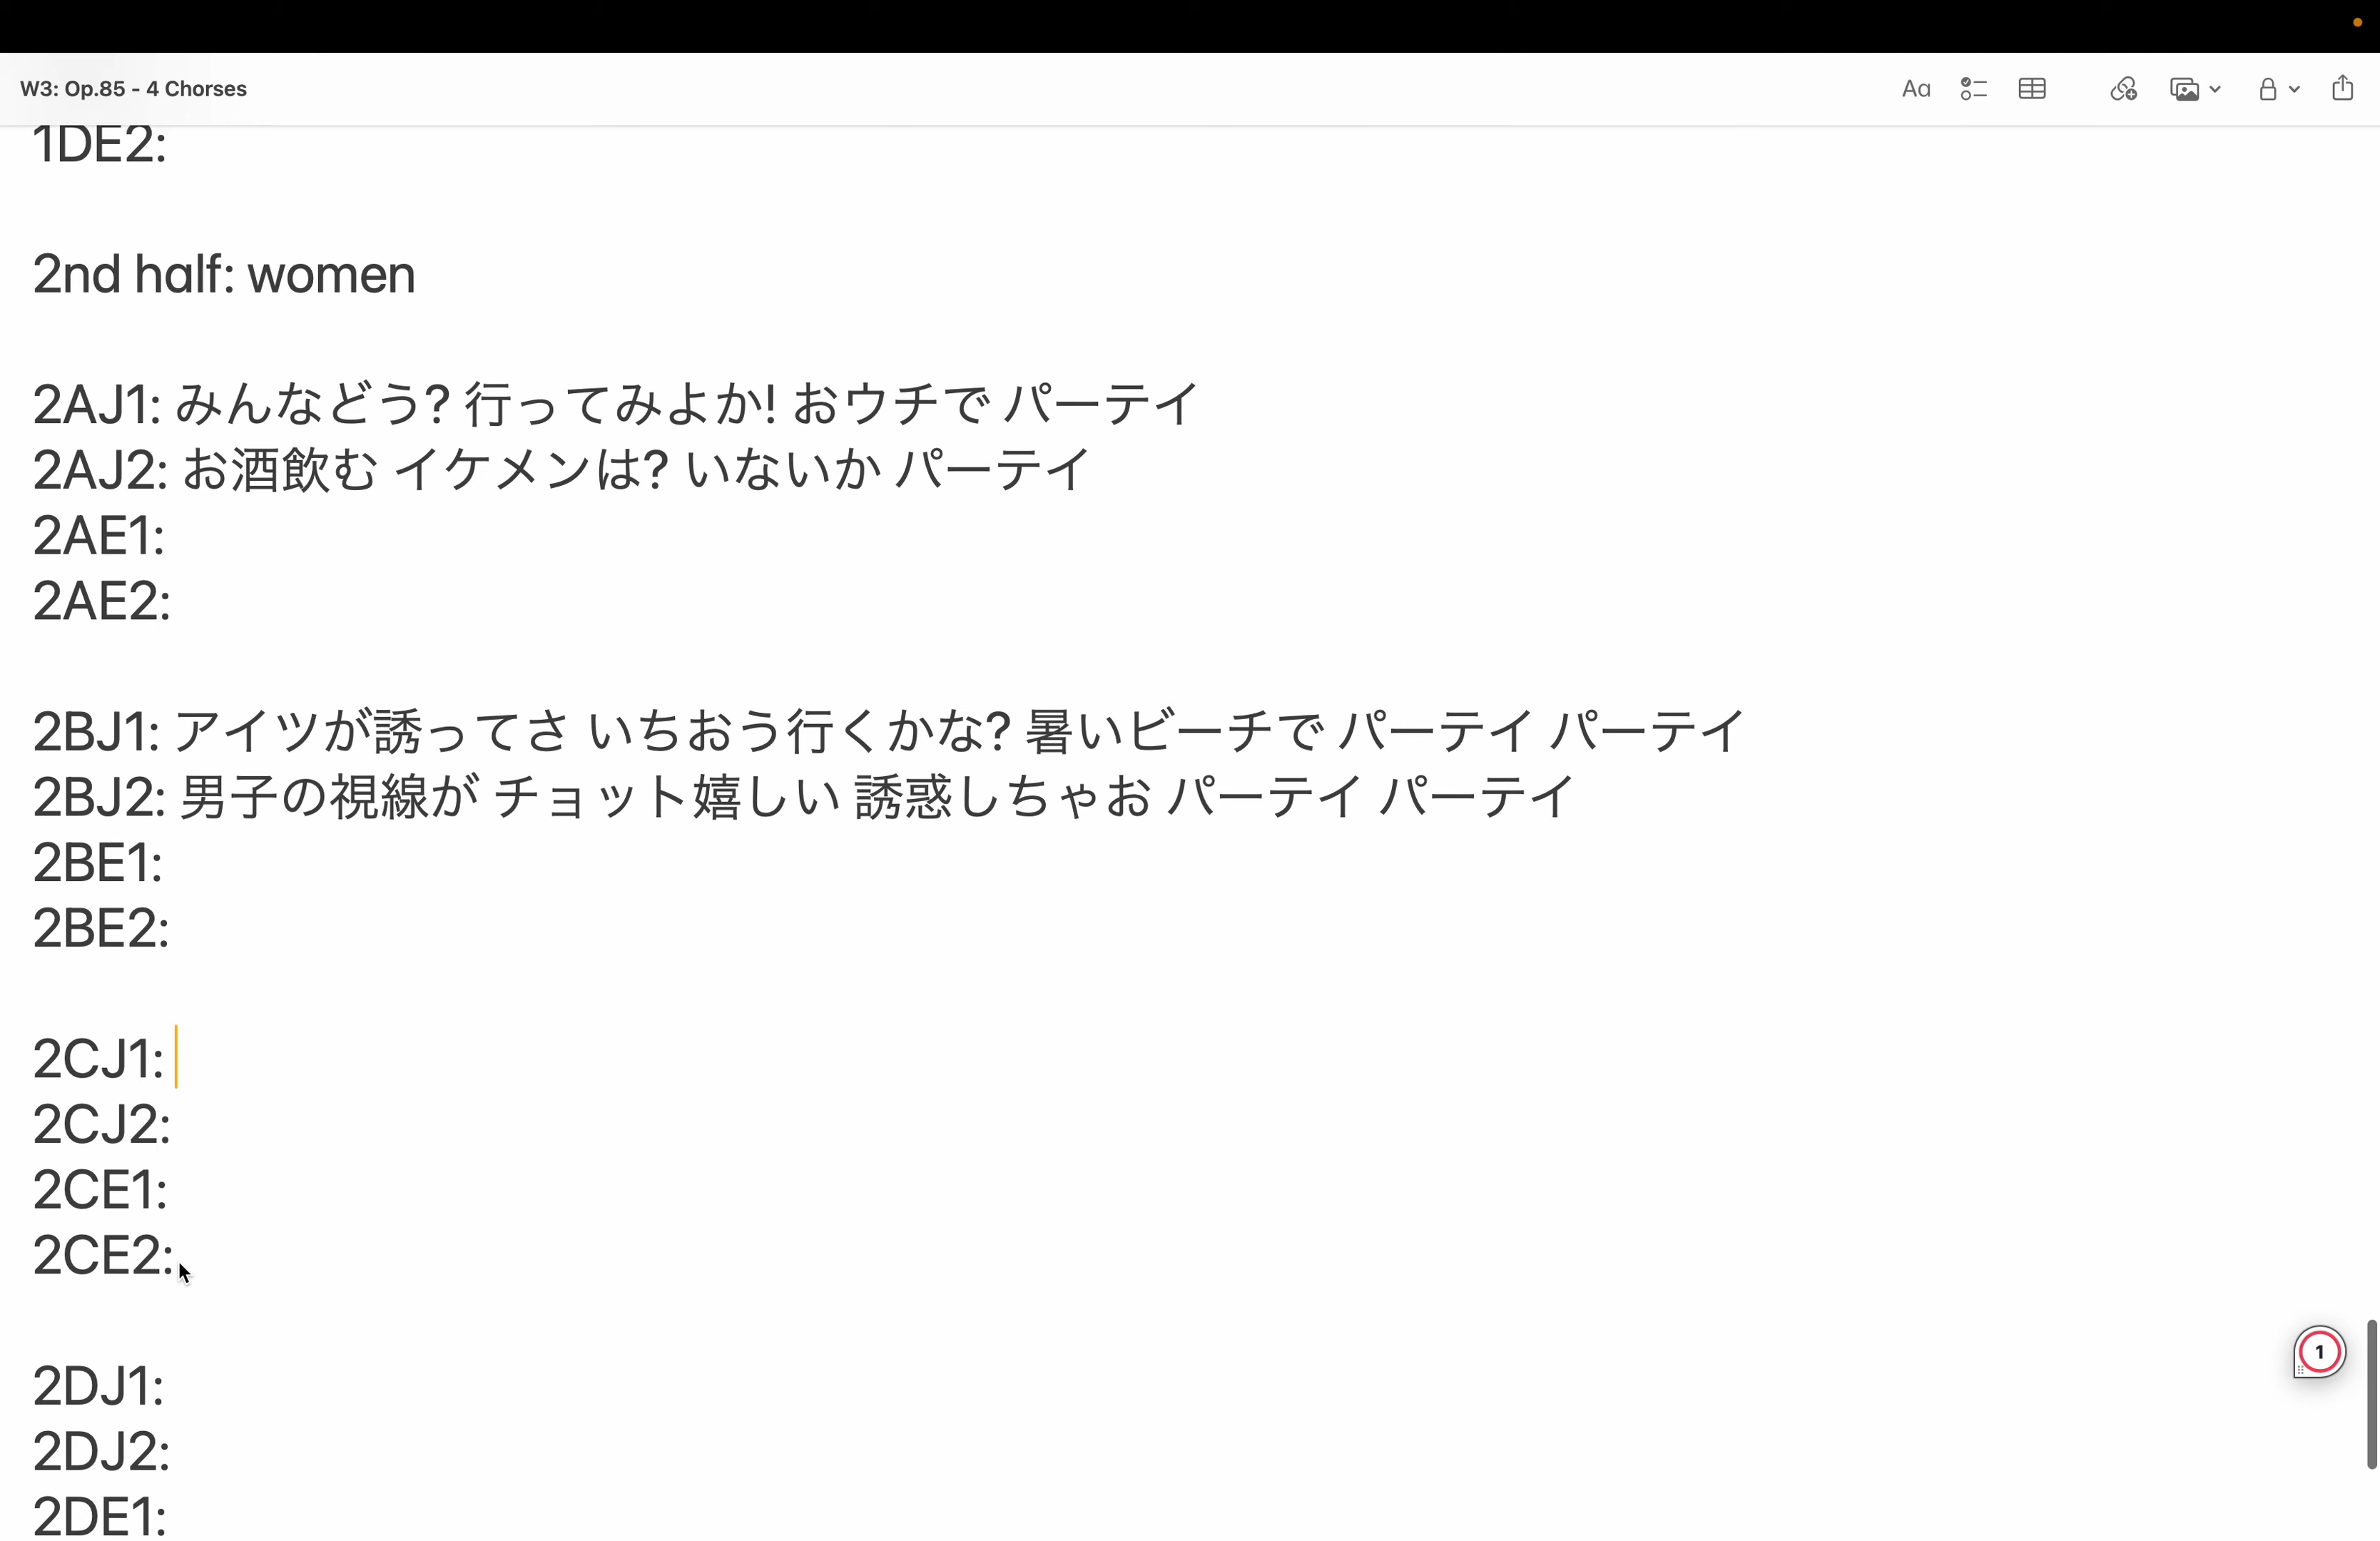 W3: Op.85 - 4 Chorses
Aa
1DE2:
2nd half: women
2AJ1: みんなどう? 行ってみよか! おウチで パーテイ
2AJ2: お酒飲む イケメンは? いないか パーテイ
2AE1:
2AE2:
2BJ1: アイツが誘ってさ いちおう行くかな? 暑いビーチで パーテイ パーテイ
2BJ2: 男子の視線が チョット嬉しい 誘惑しちゃお パーテイ パーテイ
2BE1:
2BE2:
2CJ1:
2CJ2:
2CE1:
2CE2:
1
2DJ1:
2DJ2:
2DE1: